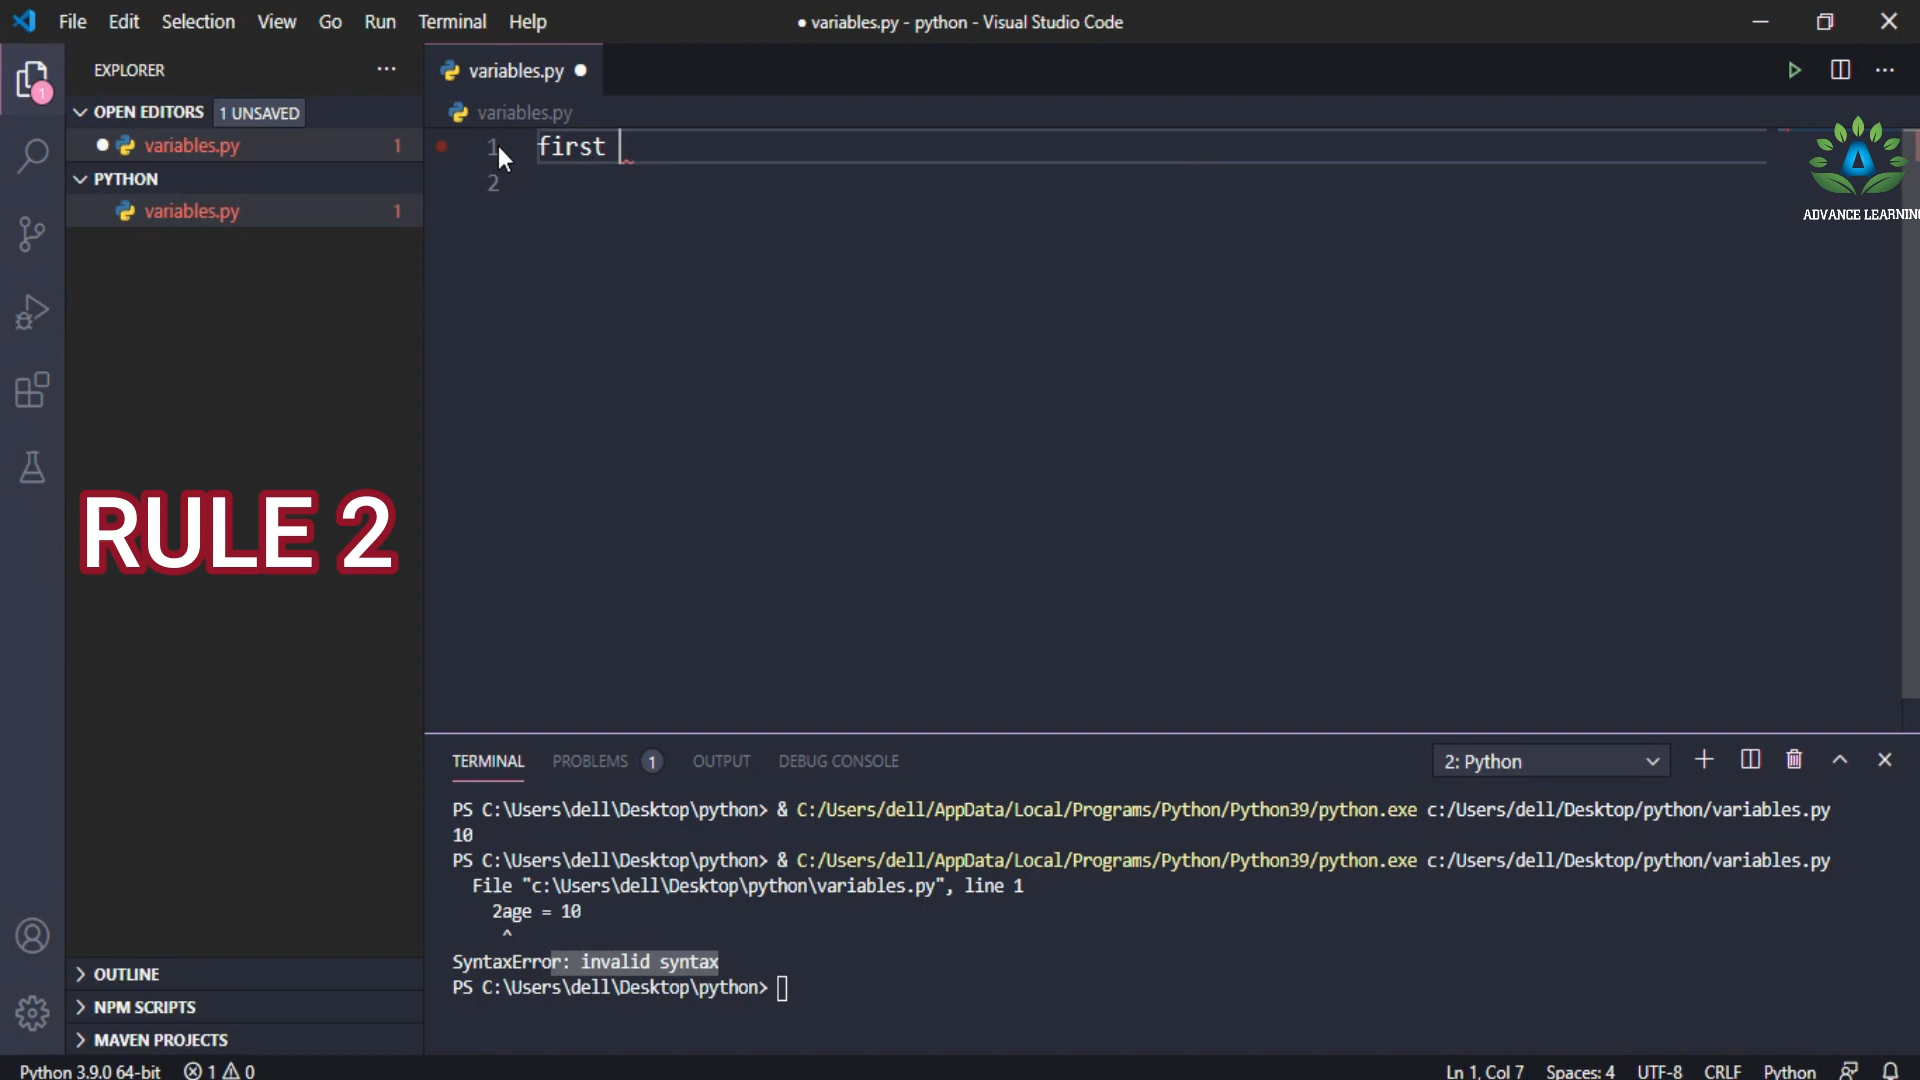 File Edit Selection View Go Run Terminal Help
● variables.py - python - Visual Studio Code
EXPLORER
variables.py
1
OPEN EDITORS 1 UNSAVED
variables.py
variables.py 1
1 first
PYTHON
2
variables.py 1
ADVANCE LEARNING
RULE 2
TERMINAL PROBLEMS 1 OUTPUT DEBUG CONSOLE
2: Python
PS C:\Users\dell\Desktop\python> & C:/Users/dell/AppData/Local/Programs/Python/Python39/python.exe c:/Users/dell/Desktop/python/variables.py
10
PS C:\Users\dell\Desktop\python> & C:/Users/dell/AppData/Local/Programs/Python/Python39/python.exe c:/Users/dell/Desktop/python/variables.py
File "c:\Users\dell\Desktop\python\variables.py", line 1
2age = 10
^
SyntaxError: invalid syntax
PS C:\Users\dell\Desktop\python>
OUTLINE
NPM SCRIPTS
MAVEN PROJECTS
Python 3.9.0 64-bit 1 0
Ln 1, Col 7 Spaces: 4 UTF-8 CRLF Python